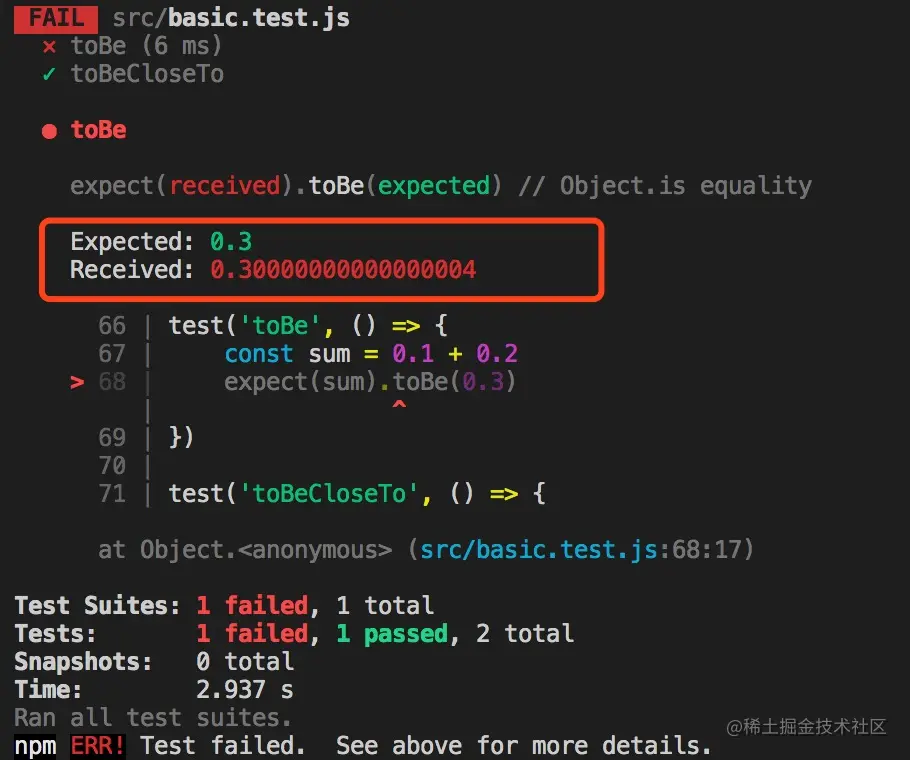 FAIL src/basic.test.js
✕ toBe (6 ms)
✓ toBeCloseTo
● toBe
expect(received).toBe(expected) // Object.is equality
Expected: 0.3
Received: 0.30000000000000004
66 | test('toBe', () => {
67 |     const sum = 0.1 + 0.2
> 68 |     expect(sum).toBe(0.3)
|                 ^
69 | })
70 |
71 | test('toBeCloseTo', () => {
at Object.<anonymous> (src/basic.test.js:68:17)
Test Suites: 1 failed, 1 total
Tests:       1 failed, 1 passed, 2 total
Snapshots:   0 total
Time:        2.937 s
Ran all test suites.
npm ERR! Test failed.  See above for more details.
@稀土掘金技术社区